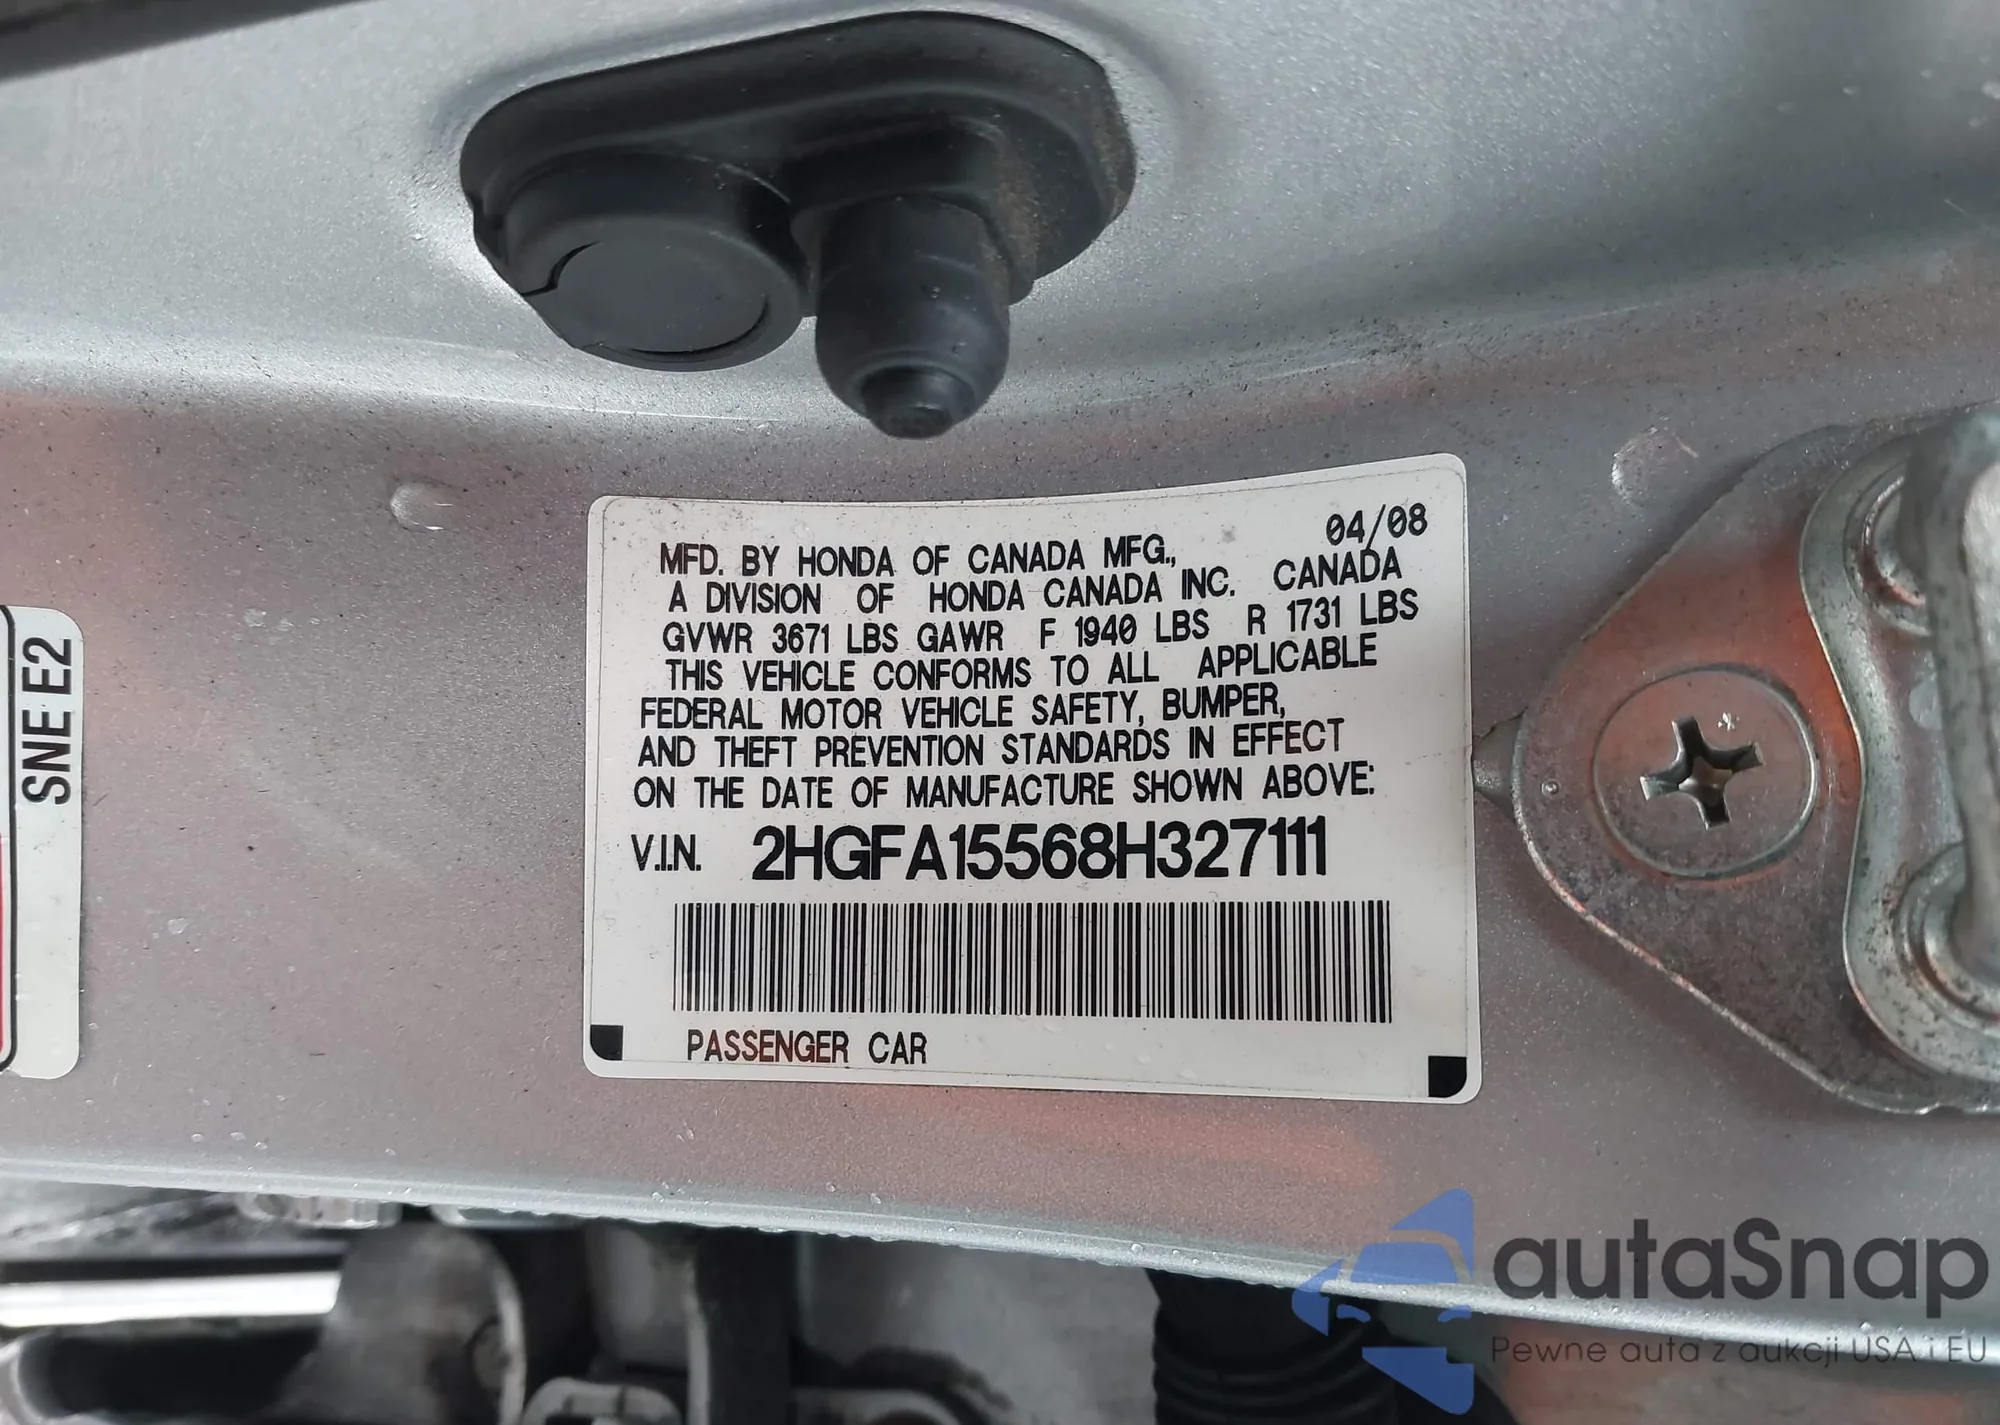 04/08
MFD. BY HONDA OF CANADA MFG.,
A DIVISION OF HONDA CANADA INC. CANADA
GVWR 3671 LBS GAWR F 1940 LBS R 1731 LBS
THIS VEHICLE CONFORMS TO ALL APPLICABLE
FEDERAL MOTOR VEHICLE SAFETY, BUMPER,
AND THEFT PREVENTION STANDARDS IN EFFECT
ON THE DATE OF MANUFACTURE SHOWN ABOVE:
V.I.N. 2HGFA15568H327111
PASSENGER CAR
SNE E2
autaSnap
Pewne auta z aukcji USA i EU